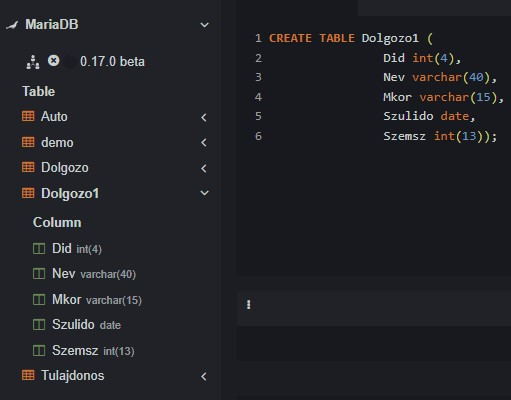 MariaDB
0.17.0 beta
Table
Auto
demo
Dolgozo
Dolgozo1
Column
Did int(4)
Nev varchar(40)
Mkor varchar(15)
Szulido date
Szemsz int(13)
Tulajdonos
1 CREATE TABLE Dolgozo1 (
2 Did int(4),
3 Nev varchar(40),
4 Mkor varchar(15),
5 Szulido date,
6 Szemsz int(13));